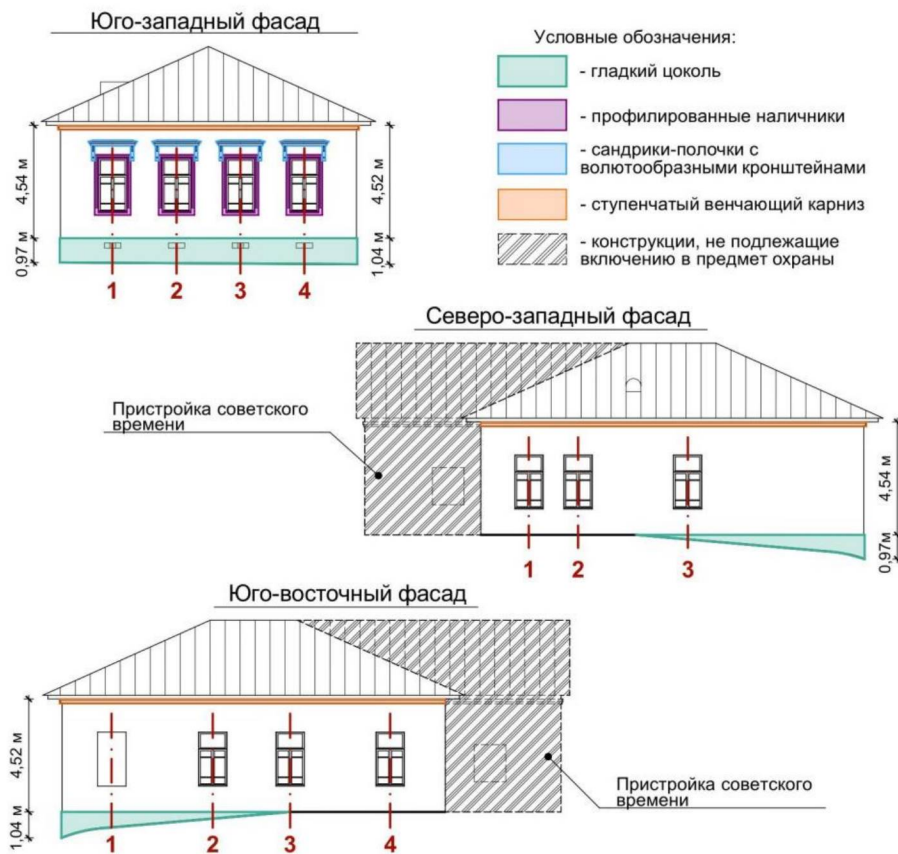 Юго-западный фасад
4,54 м
0,97 м
4,52 м
1,04 м
1 2 3 4
Условные обозначения:
- гладкий цоколь
- профилированные наличники
- сандрики-полочки с
волютообразными кронштейнами
- ступенчатый венчающий карниз
- конструкции, не подлежащие
включению в предмет охраны
Северо-западный фасад
Пристройка советского
времени
4,54 м
0,97м
1 2 3
Юго-восточный фасад
4,52 м
1,04 м
1 2 3 4
Пристройка советского
времени